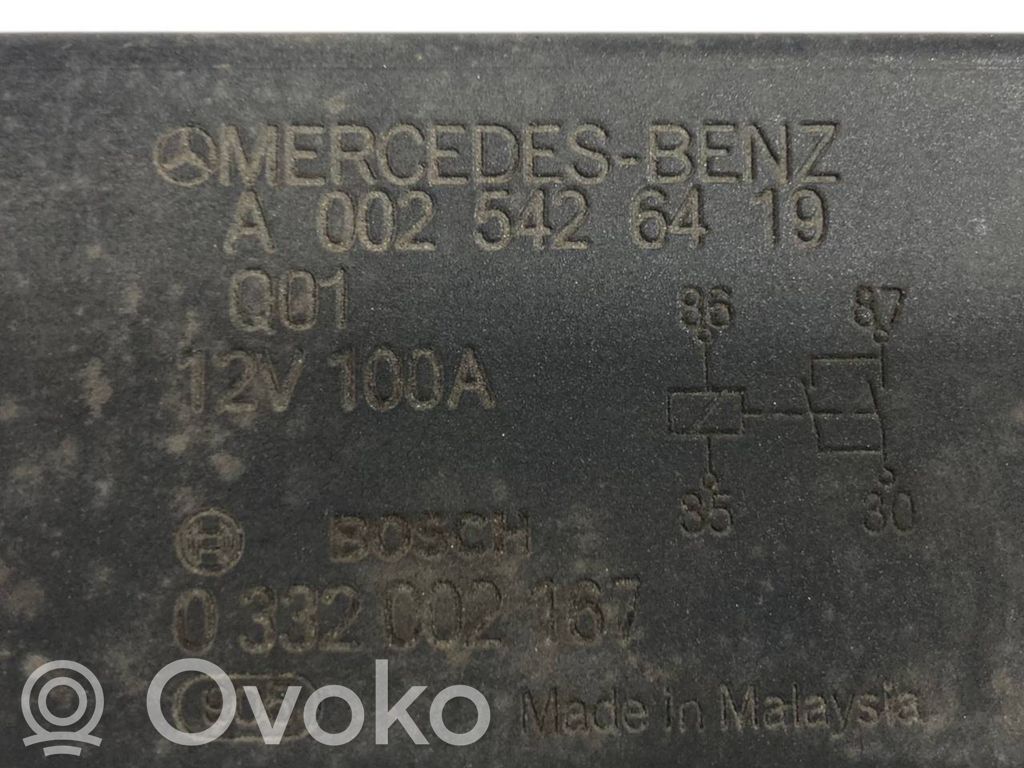 MERCEDES-BENZ
A 002 542 64 19
Q01
12V 100A
86 87
85 30
BOSCH
0 332 002 167
Made in Malaysia
Ovoko